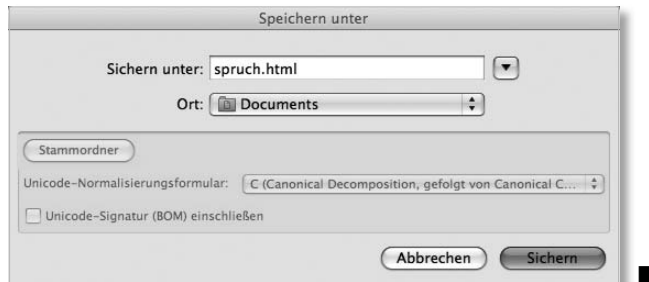 Speichern unter
Sichern unter: spruch.html
Ort: Documents
Stammordner
Unicode-Normalisierungsformular: C (Canonical Decomposition, gefolgt von Canonical C...
Unicode-Signatur (BOM) einschließen
Abbrechen Sichern